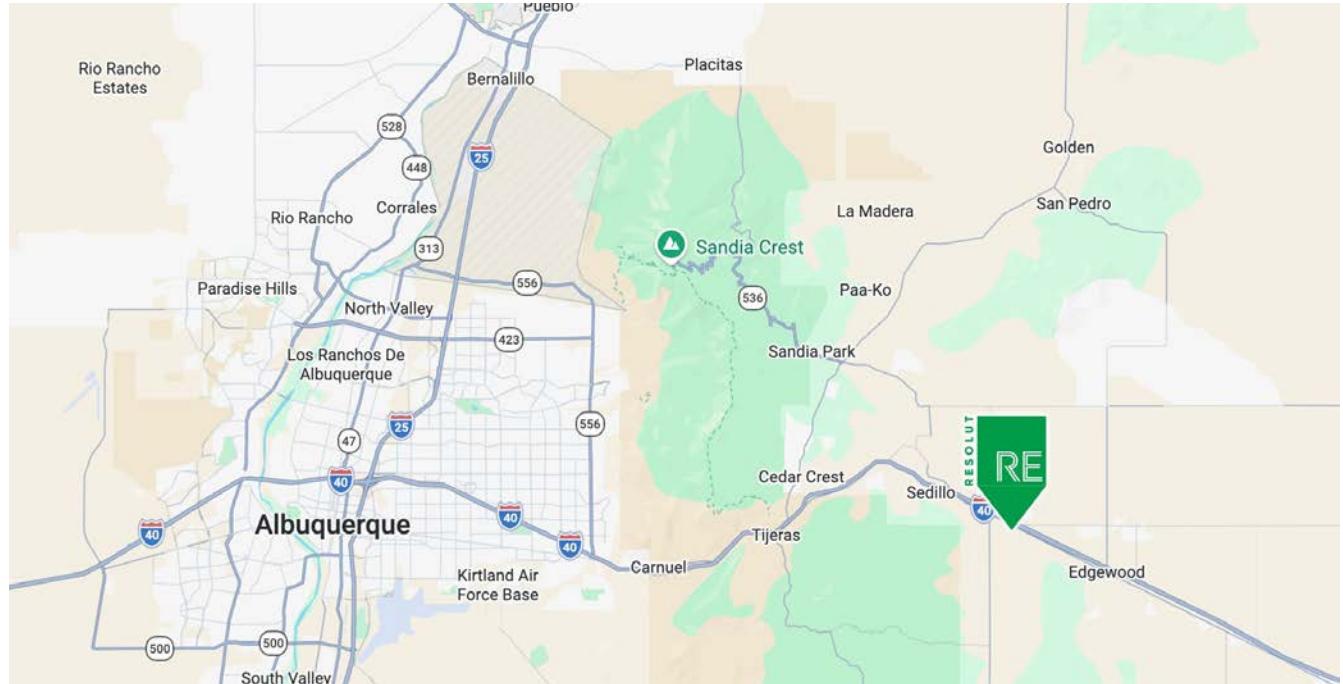 Pueblo
Rio Rancho
Estates
Bernalillo
Placitas
528
448
25
Golden
Rio Rancho
Corrales
La Madera
San Pedro
313
Sandia Crest
Paradise Hills
556
536
Paa-Ko
North Valley
423
Los Ranchos De
Albuquerque
Sandia Park
25
556
47
RESOLUT
RE
Cedar Crest
Sedillo
40
40
40
40
40
Albuquerque
Tijeras
Carnuel
Kirtland Air
Force Base
Edgewood
500
500
South Valley